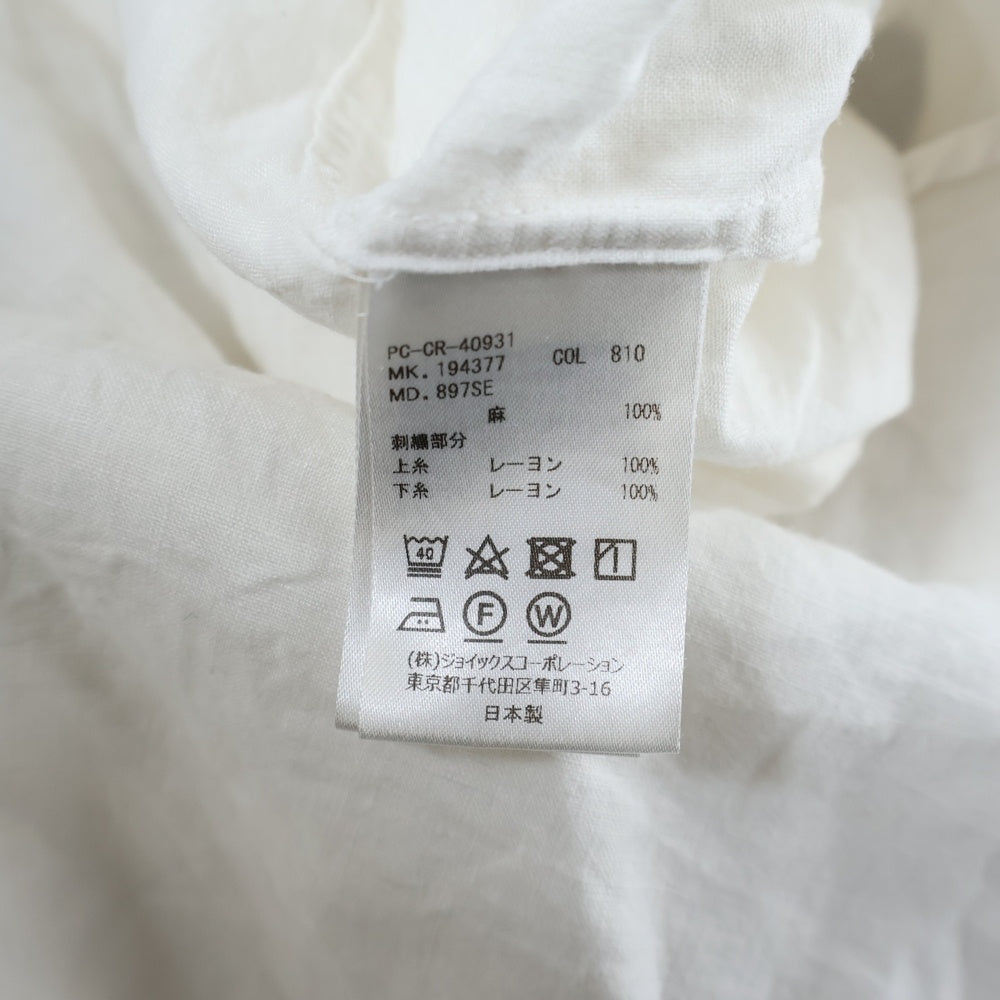 PC-CR-40931
MK. 194377 COL 810
MD. 897SE
麻 100%
刺繍部分
上糸 レーヨン 100%
下糸 レーヨン 100%
40
F W
(株)ジョイックスコーポレーション
東京都千代田区隼町3-16
日本製